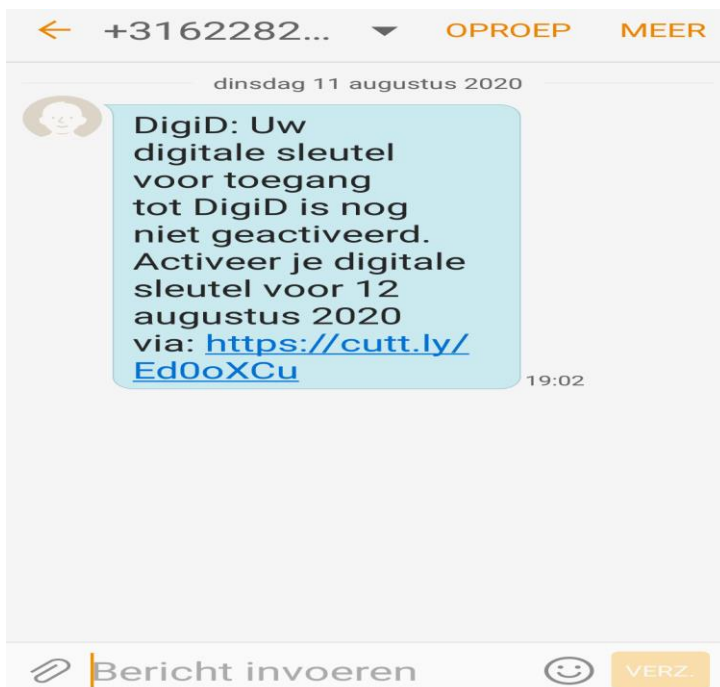 +3162282... OPROEP MEER
dinsdag 11 augustus 2020
DigiD: Uw
digitale sleutel
voor toegang
tot DigiD is nog
niet geactiveerd.
Activeer je digitale
sleutel voor 12
augustus 2020
via: https://cutt.ly/
Ed0oXCu
19:02
Bericht invoeren VERZ.